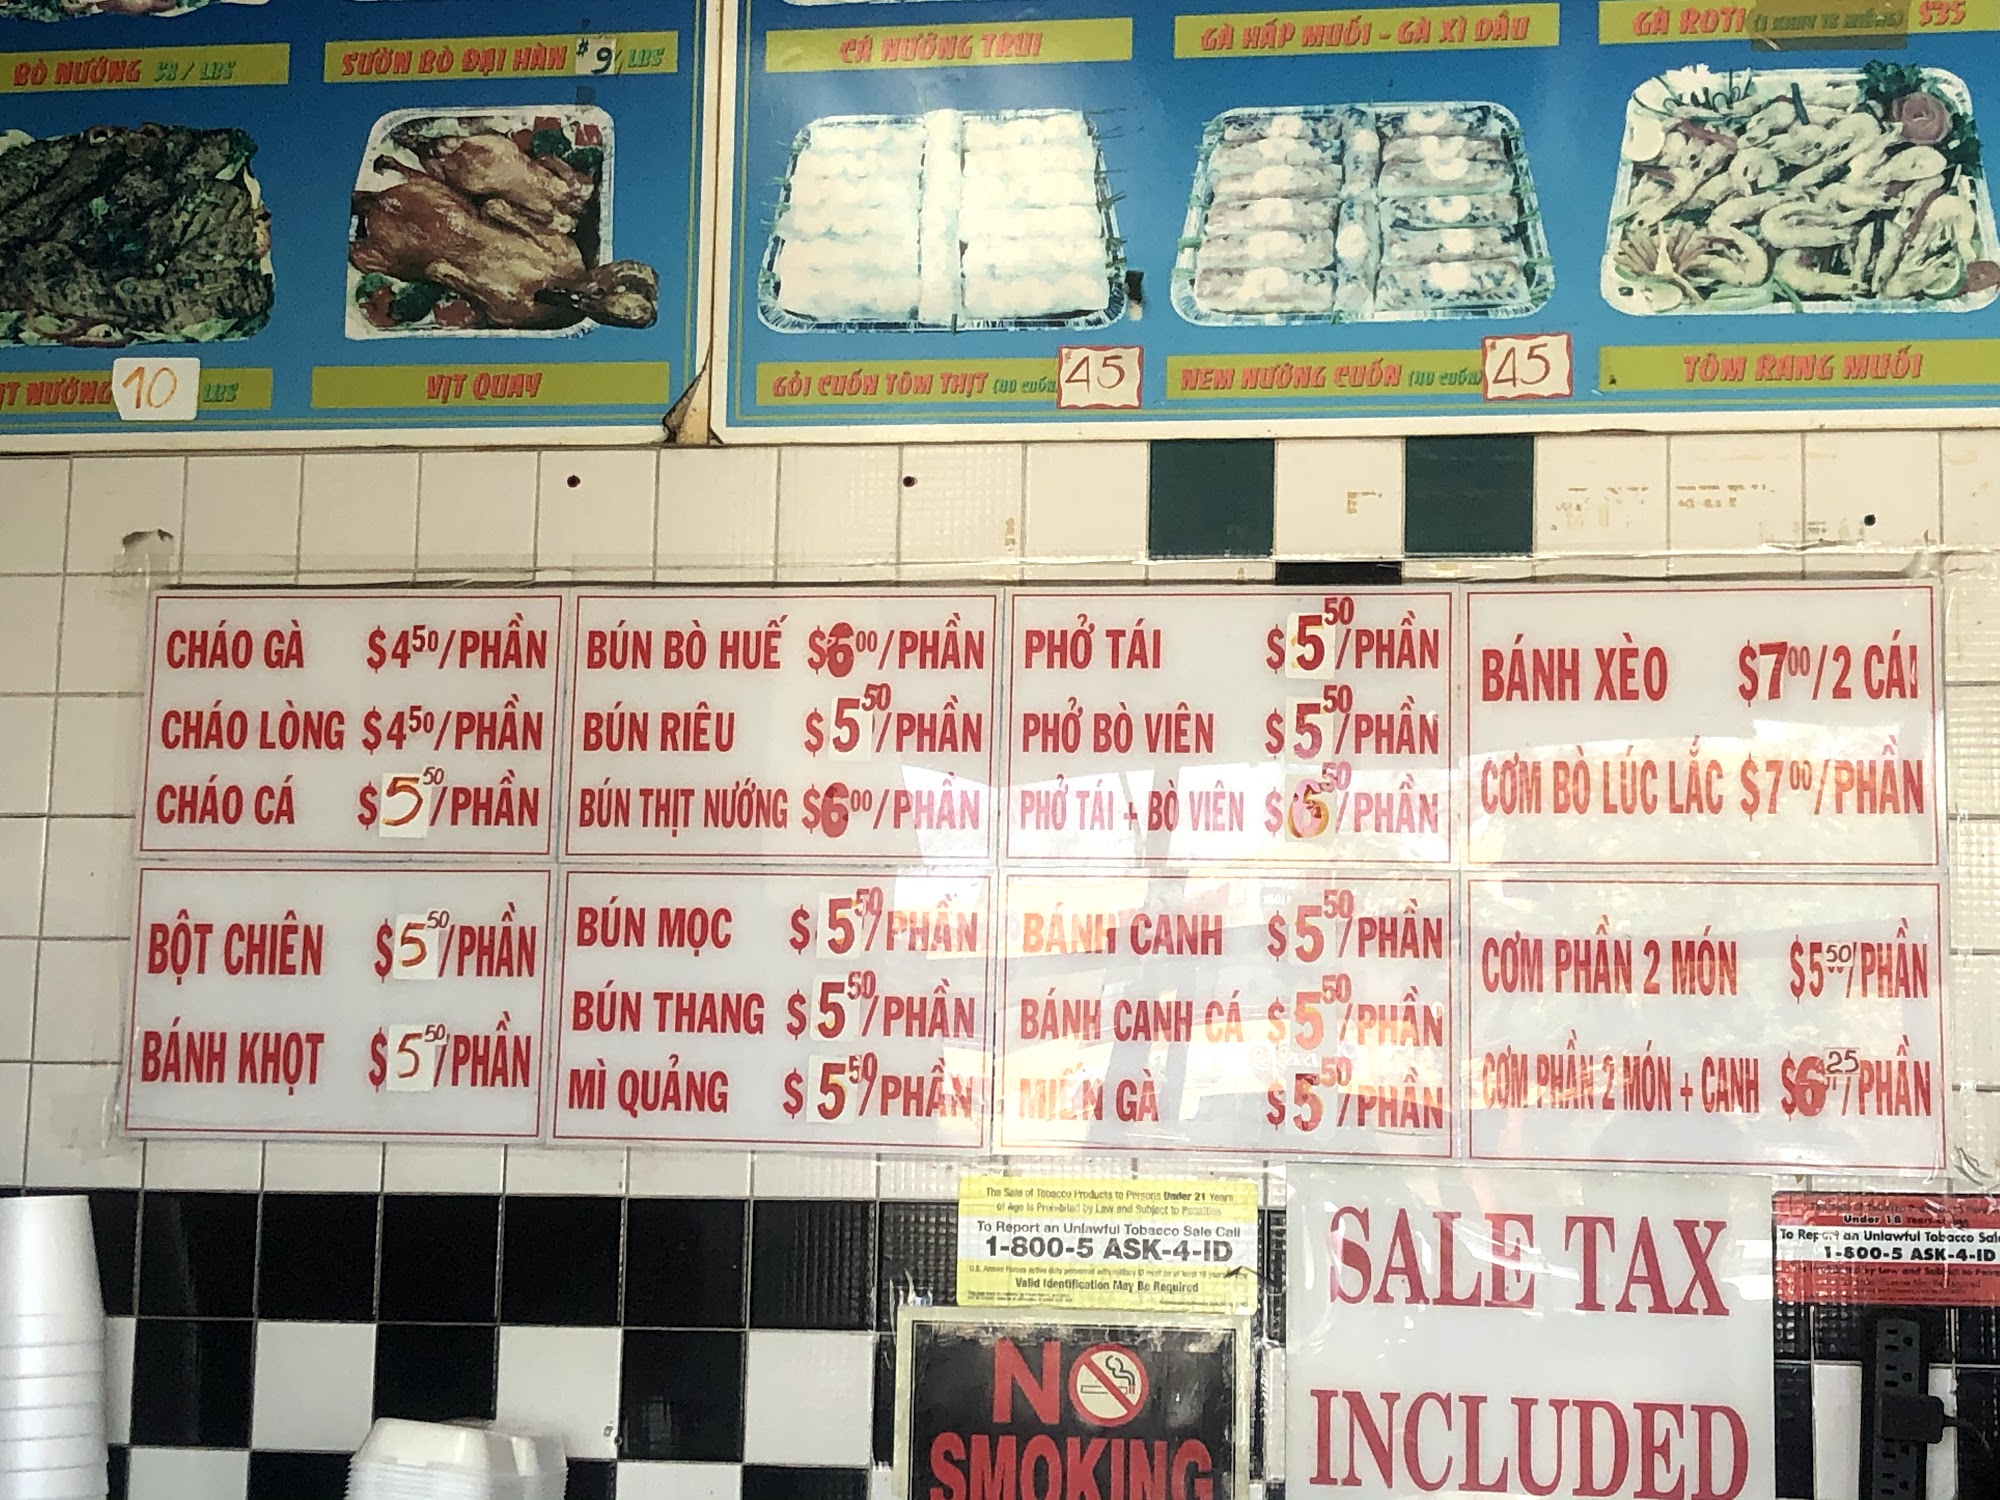 BÒ NƯỚNG $8 / LBS
SƯỜN BÒ ĐẠI HÀN $9/ LBS
CÁ NƯỚNG TRUI
GÀ HẤP MUỐI - GÀ XÌ DẦU
GÀ ROTI $35
NƯỚNG 10 LBS
VỊT QUAY
GỎI CUỐN TÔM THỊT 45
NEM NƯỚNG CUỐN 45
TÔM RANG MUỐI
CHÁO GÀ $4 50/PHẦN
CHÁO LÒNG $4 50/PHẦN
CHÁO CÁ $5 50/PHẦN
BÚN BÒ HUẾ $6 00/PHẦN
BÚN RIÊU $5 50/PHẦN
BÚN THỊT NƯỚNG $6 00/PHẦN
PHỞ TÁI $5 50/PHẦN
PHỞ BÒ VIÊN $5 50/PHẦN
PHỞ TÁI + BÒ VIÊN $6 50/PHẦN
BÁNH XÈO $7 00/2 CÁI
CƠM BÒ LÚC LẮC $7 00/PHẦN
BỘT CHIÊN $5 50/PHẦN
BÁNH KHỌT $5 50/PHẦN
BÚN MỌC $5 50/PHẦN
BÚN THANG $5 50/PHẦN
MÌ QUẢNG $5 50/PHẦN
BÁNH CANH $5 50/PHẦN
BÁNH CANH CÁ $5 50/PHẦN
MIẾN GÀ $5 50/PHẦN
CƠM PHẦN 2 MÓN $5 50/PHẦN
CƠM PHẦN 2 MÓN + CANH $6 25/PHẦN
The Sale of Tobacco Products to Persons Under 21 Years
of Age is Prohibited by Law and Subject to Penalties
To Report an Unlawful Tobacco Sale Call
1-800-5 ASK-4-ID
Valid Identification May Be Required
NO
SMOKING
SALE TAX
INCLUDED
Under 18
To Report an Unlawful Tobacco
1-800-5 ASK-4-ID